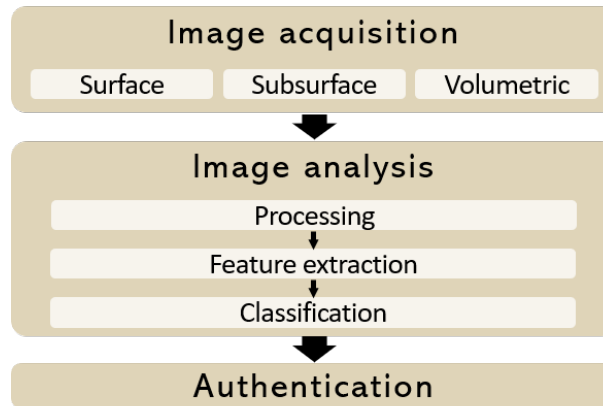 Image acquisition
Surface Subsurface Volumetric
Image analysis
Processing
Feature extraction
Classification
Authentication